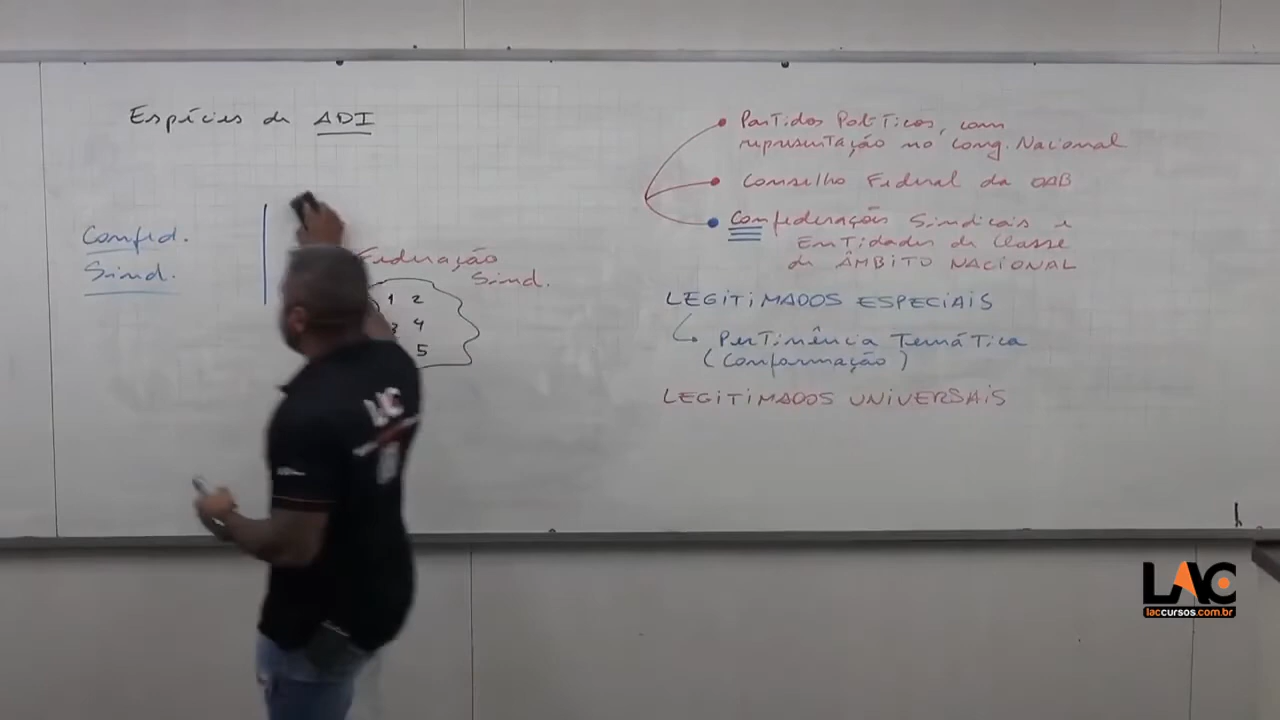 Espécies de ADI
Confed.
Sind.
Federação
Sind.
1 2
3 4
5
Partidos Políticos, com
representação no Cong. Nacional
Conselho Federal da OAB
Confederações Sindicais e
Entidades de Classe
de ÂMBITO NACIONAL
LEGITIMADOS ESPECIAIS
Pertinência Temática
(Conformação)
LEGITIMADOS UNIVERSAIS
LAC
LAC
laccursos.com.br